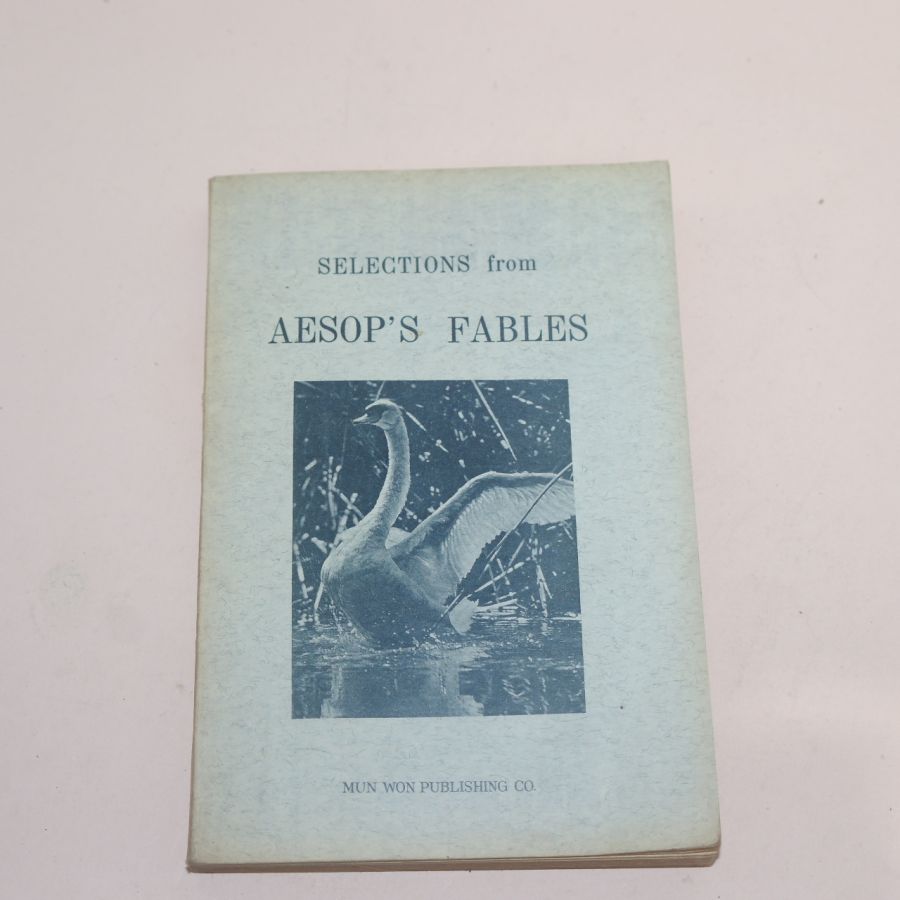 SELECTIONS from
AESOP'S FABLES
MUN WON PUBLISHING CO.